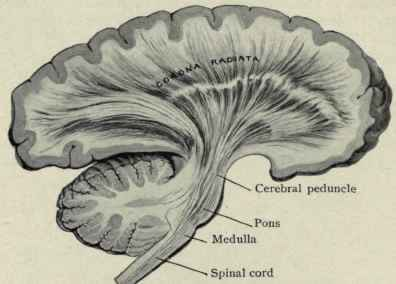 CORONA RADIATA
Cerebral peduncle
Pons
Medulla
Spinal cord